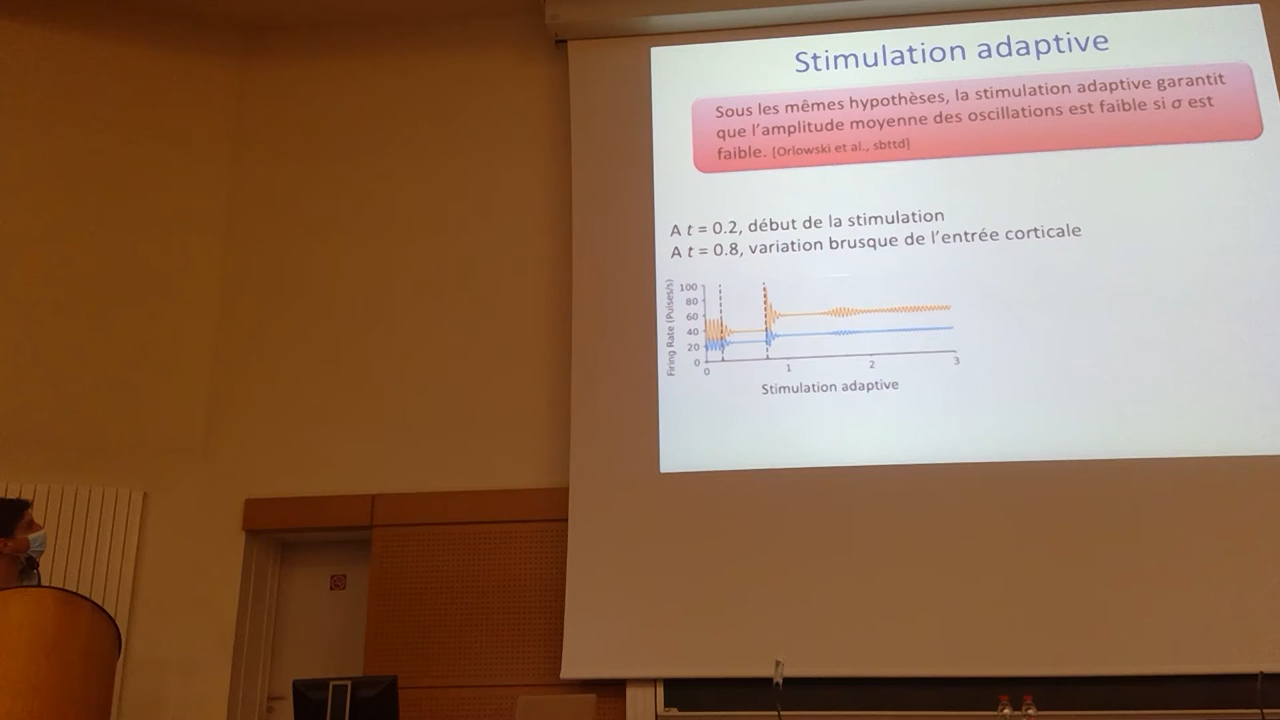 Stimulation adaptive
Sous les mêmes hypothèses, la stimulation adaptive garantit
que l'amplitude moyenne des oscillations est faible si σ est
faible. [Orlowski et al., sbttd]
A t = 0.2, début de la stimulation
A t = 0.8, variation brusque de l'entrée corticale
Firing Rate (Pulses/s)
100
80
60
40
20
0
0 1 2 3
Stimulation adaptive